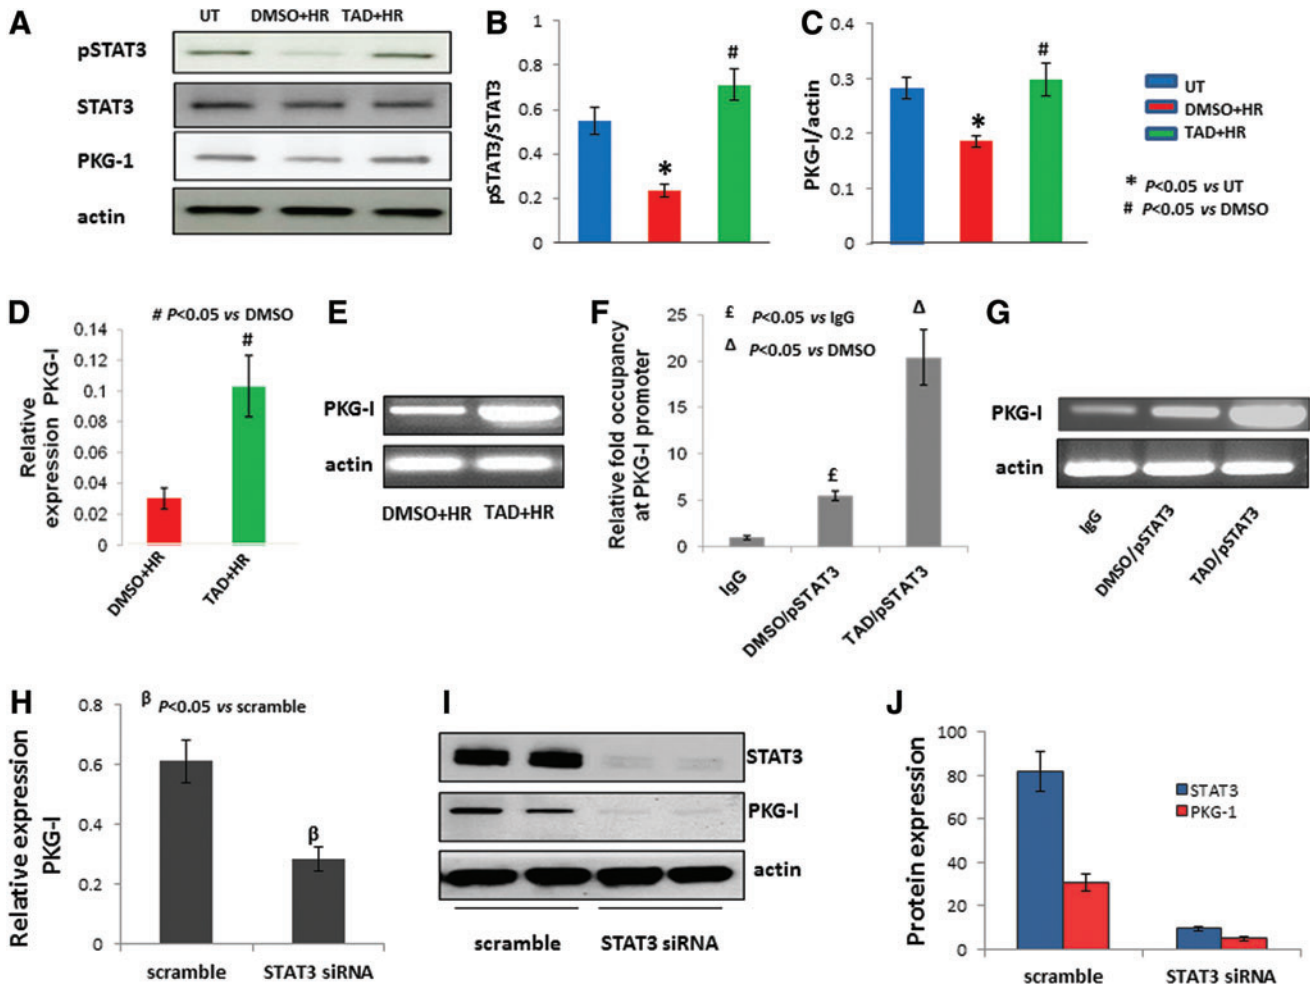 A
UT DMSO+HR TAD+HR
pSTAT3
STAT3
PKG-1
actin
B
pSTAT3/STAT3
1
0.8
0.6
0.4
0.2
0
*
#
C
PKG-I/actin
0.4
0.3
0.2
0.1
0
*
#
UT
DMSO+HR
TAD+HR
* P<0.05 vs UT
# P<0.05 vs DMSO
D
# P<0.05 vs DMSO
Relative
expression PKG-I
0.14
0.12
0.1
0.08
0.06
0.04
0.02
0
#
DMSO+HR
TAD+HR
E
PKG-I
actin
DMSO+HR TAD+HR
F
Relative fold occupancy
at PKG-I promoter
25
20
15
10
5
0
£ P<0.05 vs IgG
Δ P<0.05 vs DMSO
£
Δ
IgG
DMSO/pSTAT3
TAD/pSTAT3
G
PKG-I
actin
IgG
DMSO/pSTAT3
TAD/pSTAT3
H
Relative expression
PKG-I
0.8
0.6
0.4
0.2
0
β P<0.05 vs scramble
β
scramble
STAT3 siRNA
I
STAT3
PKG-I
actin
scramble
STAT3 siRNA
J
Protein expression
100
80
60
40
20
0
STAT3
PKG-1
scramble
STAT3 siRNA